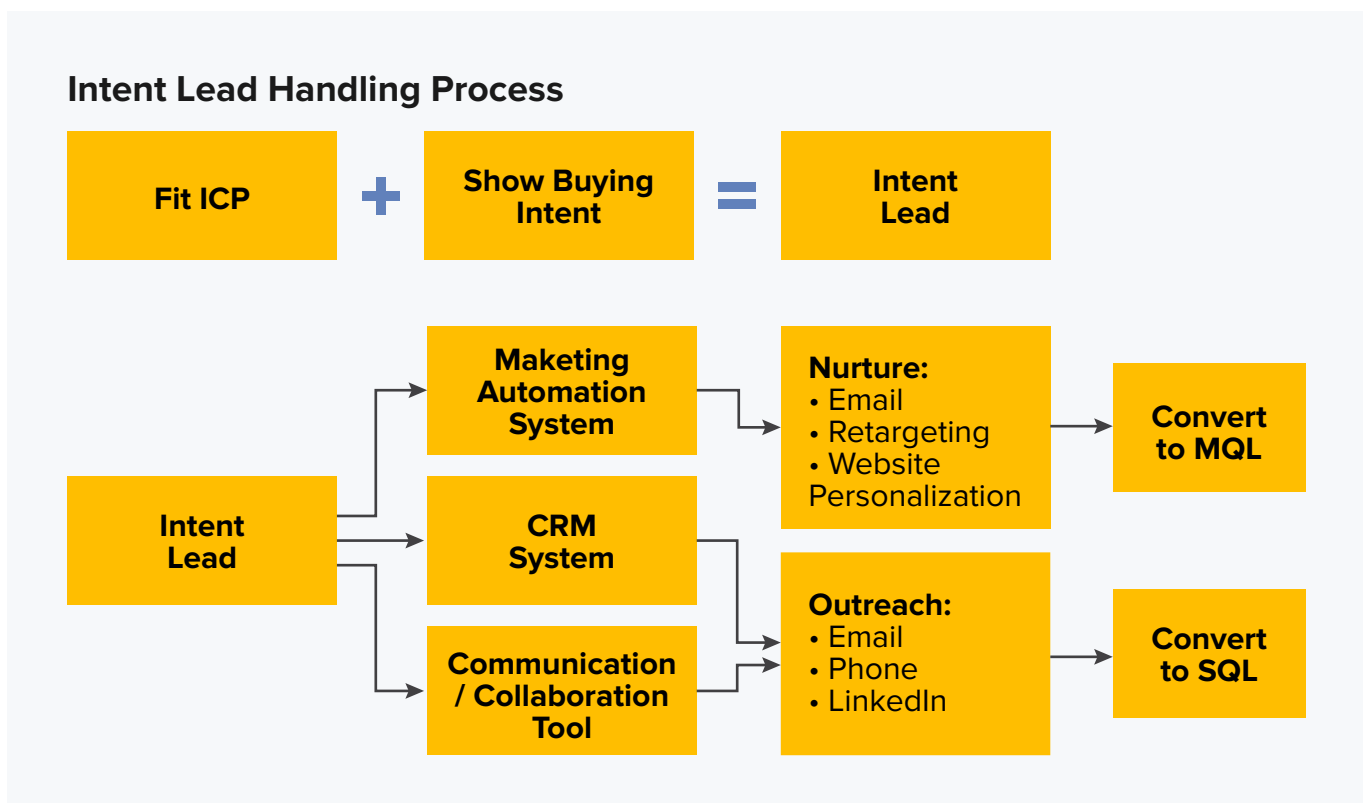 Intent Lead Handling Process
Fit ICP
+
Show Buying
Intent
=
Intent
Lead
Intent
Lead
Maketing
Automation
System
CRM
System
Communication
/ Collaboration
Tool
Nurture:
• Email
• Retargeting
• Website
Personalization
Outreach:
• Email
• Phone
• LinkedIn
Convert
to MQL
Convert
to SQL